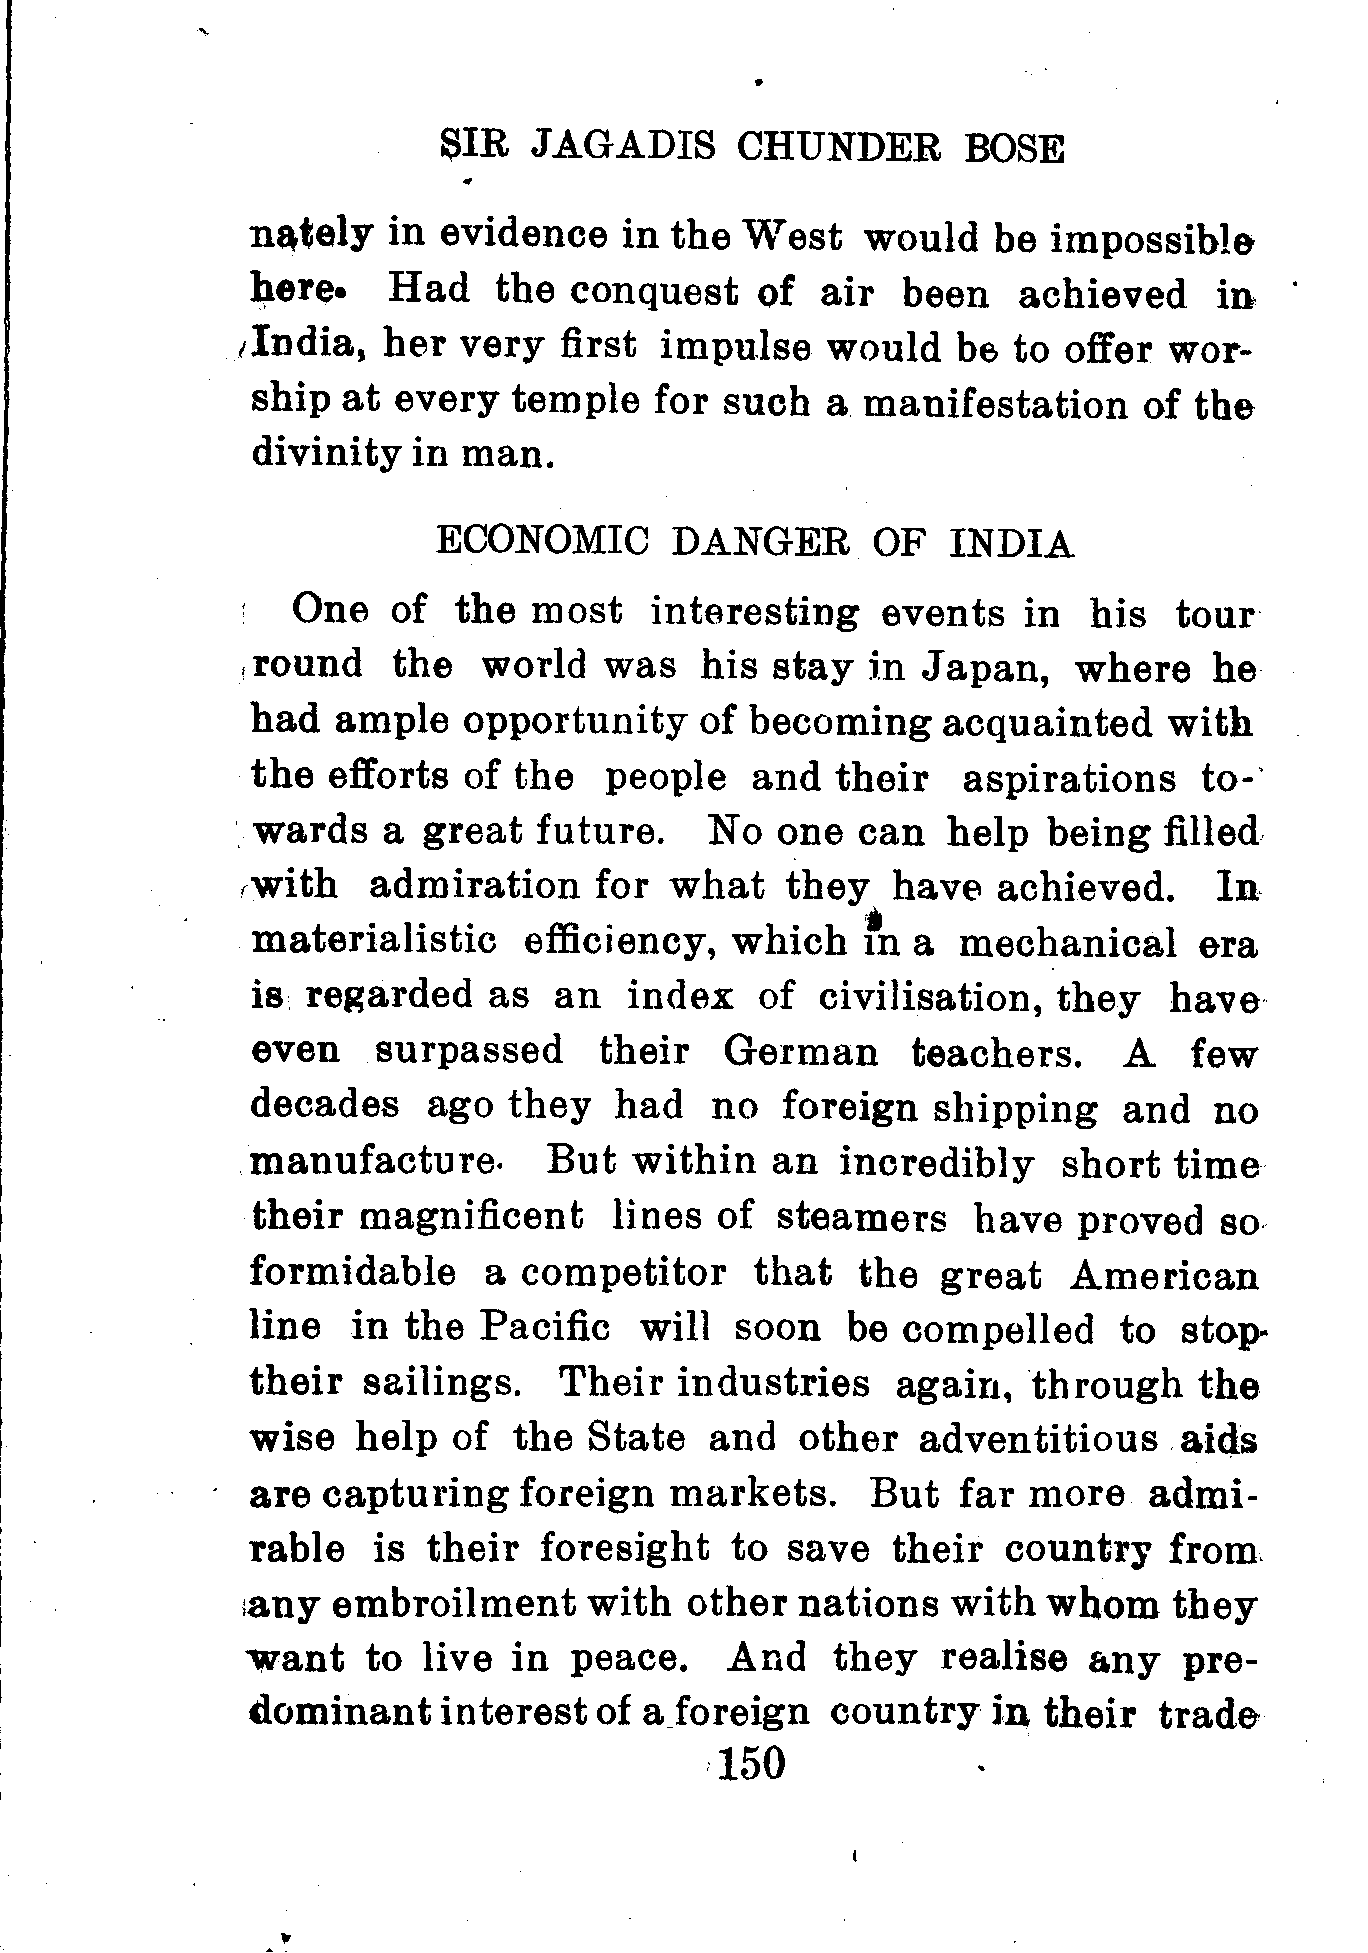 SIR JAGADIS CHUNDER BOSE
nately in evidence in the West would be impossible
here. Had the conquest of air been achieved in
India, her very first impulse would be to offer wor-
ship at every temple for such a manifestation of the
divinity in man.
ECONOMIC DANGER OF INDIA
One of the most interesting events in his tour
round the world was his stay in Japan, where he
had ample opportunity of becoming acquainted with
the efforts of the people and their aspirations to-
wards a great future. No one can help being filled
with admiration for what they have achieved. In
materialistic efficiency, which in a mechanical era
is regarded as an index of civilisation, they have
even surpassed their German teachers. A few
decades ago they had no foreign shipping and no
manufacture. But within an incredibly short time
their magnificent lines of steamers have proved so
formidable a competitor that the great American
line in the Pacific will soon be compelled to stop
their sailings. Their industries again, through the
wise help of the State and other adventitious aids
are capturing foreign markets. But far more admi-
rable is their foresight to save their country from
any embroilment with other nations with whom they
want to live in peace. And they realise any pre-
dominant interest of a foreign country in their trade
150